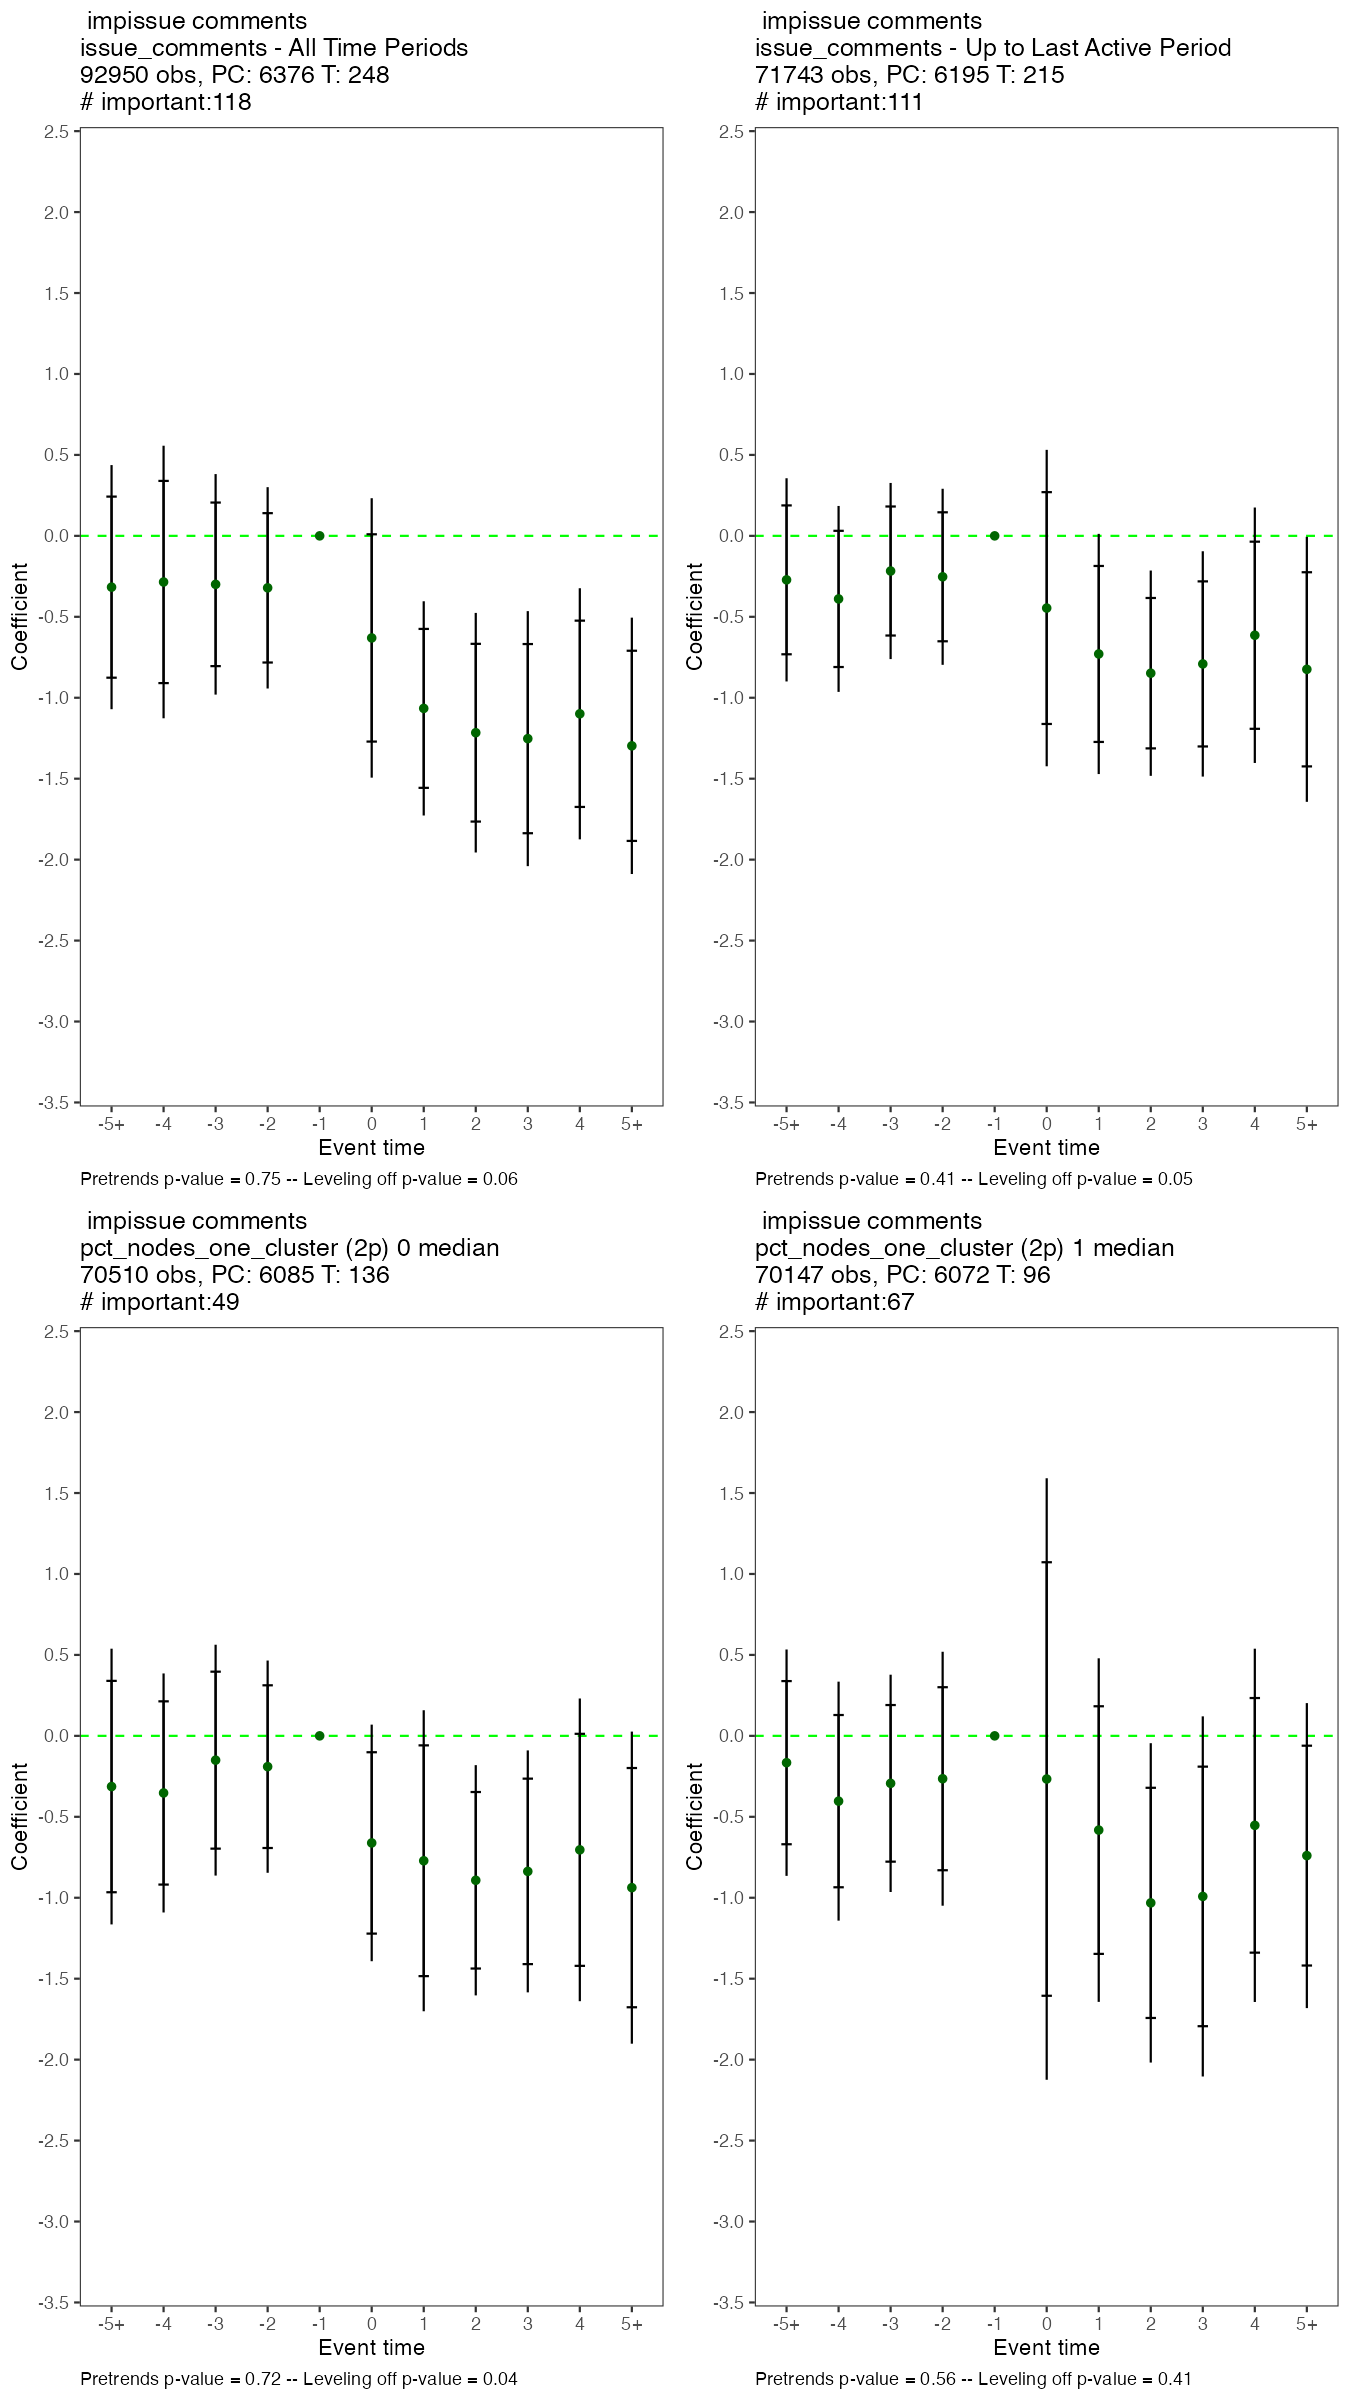 impissue comments
issue_comments - All Time Periods
92950 obs, PC: 6376 T: 248
# important:118
2.5
2.0
1.5
1.0
0.5
0.0
-0.5
-1.0
-1.5
-2.0
-2.5
-3.0
-3.5
Coefficient
-5+ -4 -3 -2 -1 0 1 2 3 4 5+
Event time
Pretrends p-value = 0.75 -- Leveling off p-value = 0.06
impissue comments
issue_comments - Up to Last Active Period
71743 obs, PC: 6195 T: 215
# important:111
2.5
2.0
1.5
1.0
0.5
0.0
-0.5
-1.0
-1.5
-2.0
-2.5
-3.0
-3.5
Coefficient
-5+ -4 -3 -2 -1 0 1 2 3 4 5+
Event time
Pretrends p-value = 0.41 -- Leveling off p-value = 0.05
impissue comments
pct_nodes_one_cluster (2p) 0 median
70510 obs, PC: 6085 T: 136
# important:49
2.5
2.0
1.5
1.0
0.5
0.0
-0.5
-1.0
-1.5
-2.0
-2.5
-3.0
-3.5
Coefficient
-5+ -4 -3 -2 -1 0 1 2 3 4 5+
Event time
Pretrends p-value = 0.72 -- Leveling off p-value = 0.04
impissue comments
pct_nodes_one_cluster (2p) 1 median
70147 obs, PC: 6072 T: 96
# important:67
2.5
2.0
1.5
1.0
0.5
0.0
-0.5
-1.0
-1.5
-2.0
-2.5
-3.0
-3.5
Coefficient
-5+ -4 -3 -2 -1 0 1 2 3 4 5+
Event time
Pretrends p-value = 0.56 -- Leveling off p-value = 0.41